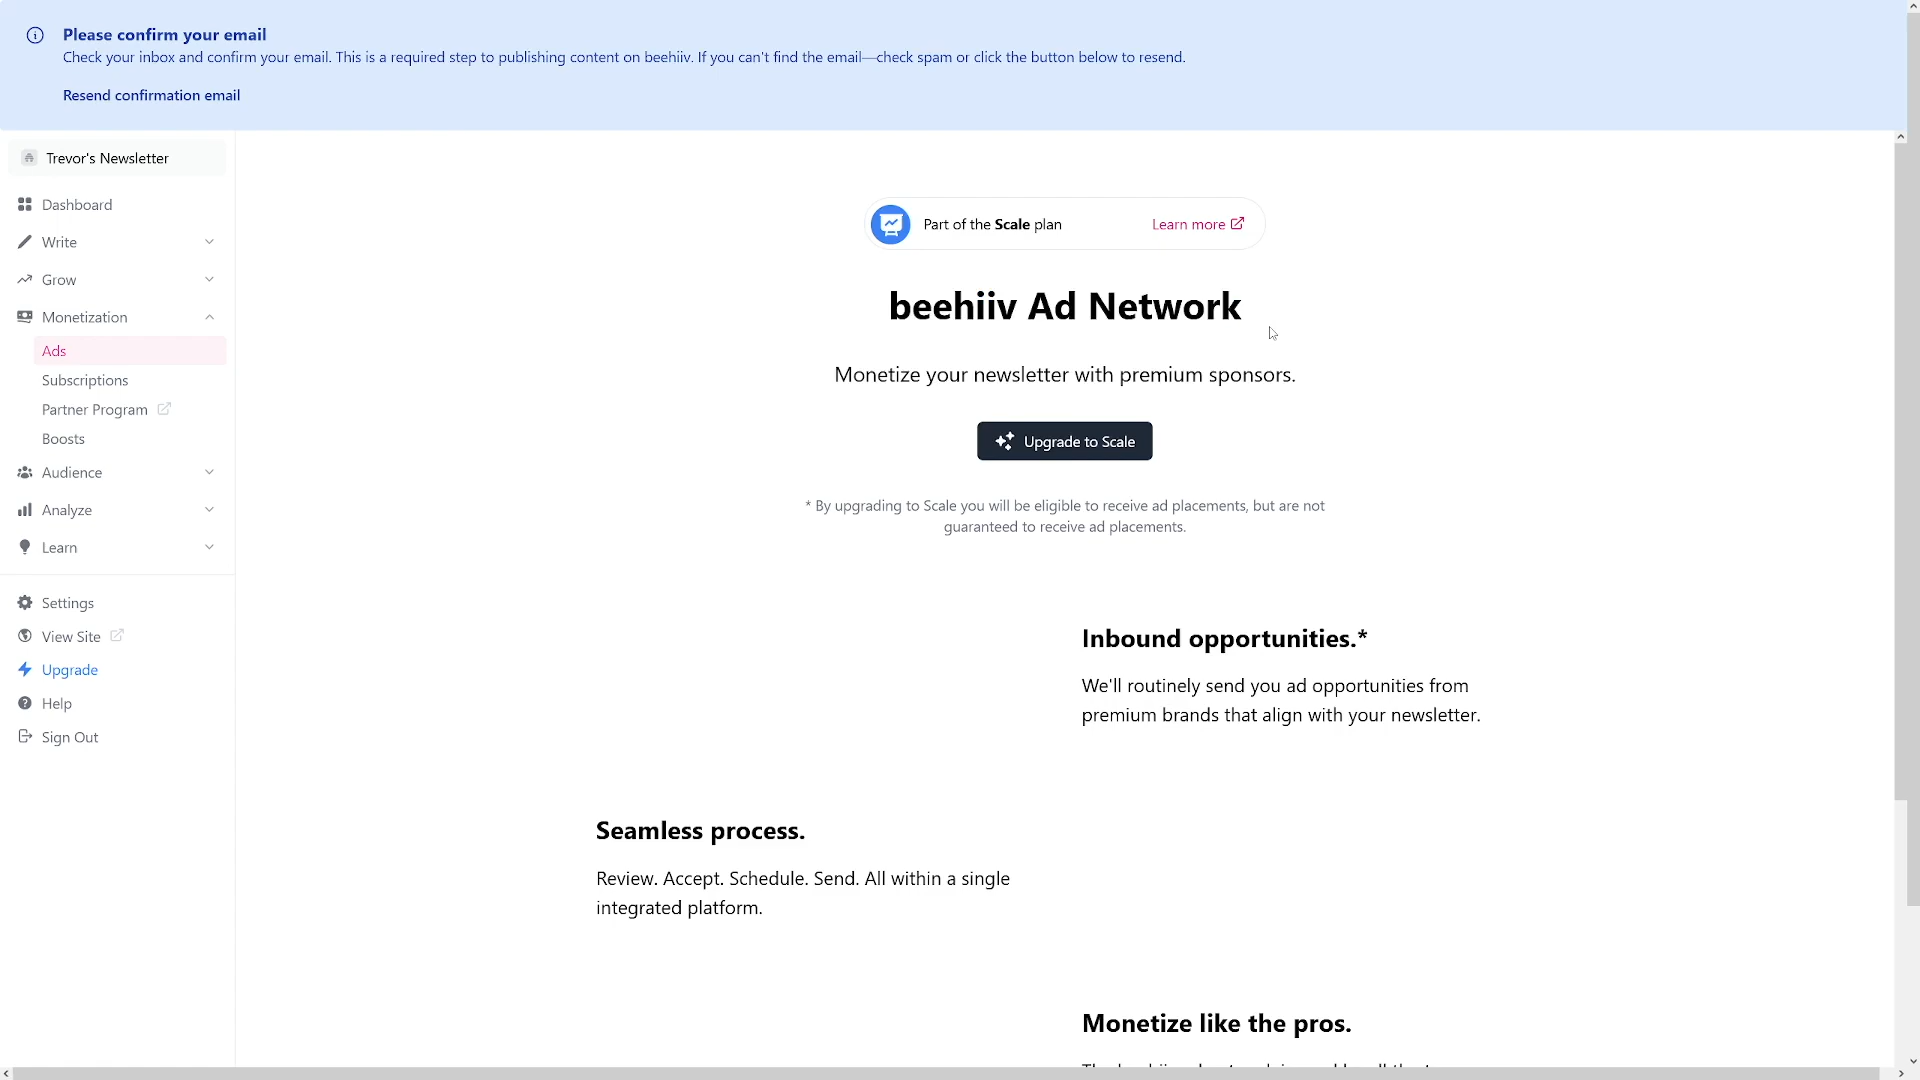 Please confirm your email
Check your inbox and confirm your email. This is a required step to publishing content on beehiiv. If you can't find the email—check spam or click the button below to resend.
Resend confirmation email
Trevor's Newsletter
Dashboard
Write
Grow
Monetization
Ads
Subscriptions
Partner Program
Boosts
Audience
Analyze
Learn
Settings
View Site
Upgrade
Help
Sign Out
Part of the Scale plan
Learn more
beehiiv Ad Network
Monetize your newsletter with premium sponsors.
Upgrade to Scale
* By upgrading to Scale you will be eligible to receive ad placements, but are not
guaranteed to receive ad placements.
Inbound opportunities.*
We'll routinely send you ad opportunities from
premium brands that align with your newsletter.
Seamless process.
Review. Accept. Schedule. Send. All within a single
integrated platform.
Monetize like the pros.